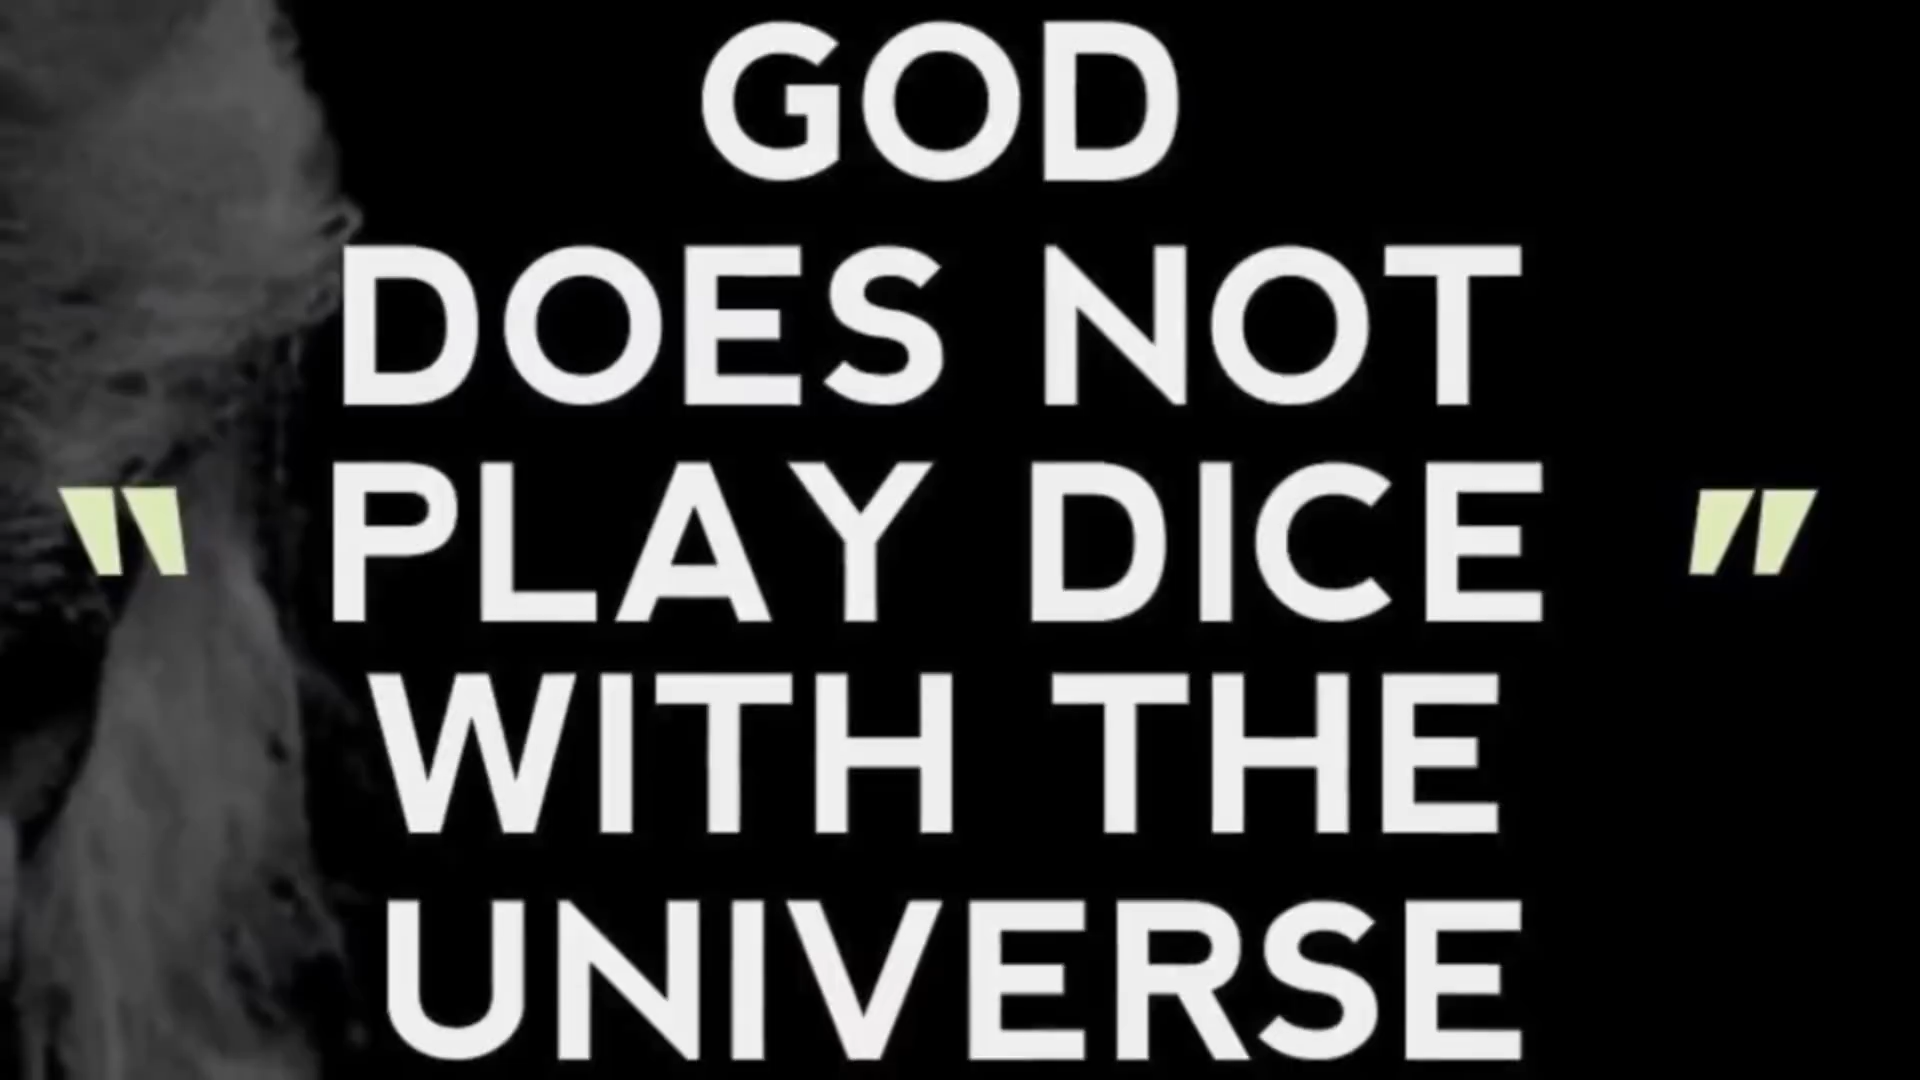 GOD
DOES NOT
" PLAY DICE "
WITH THE
UNIVERSE